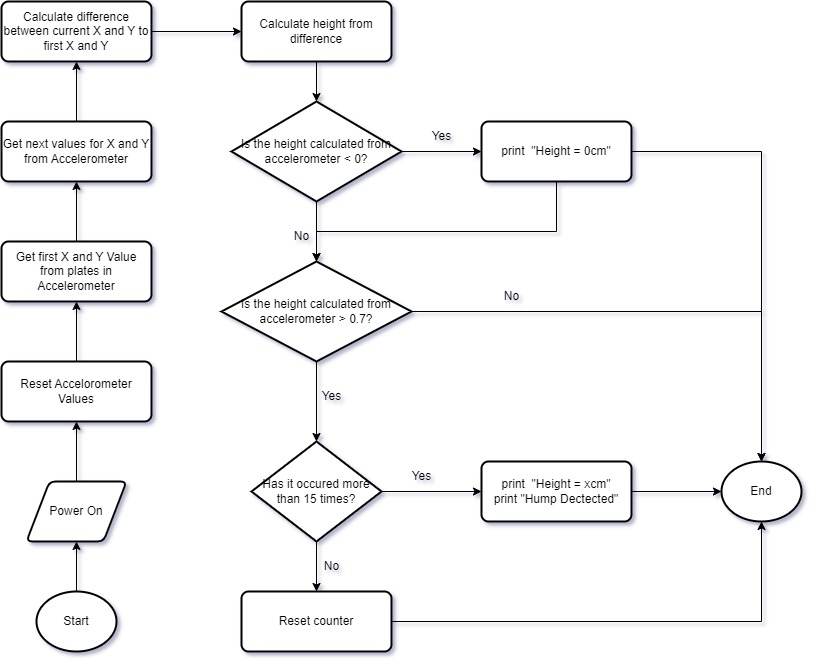 Calculate difference
between current X and Y to
first X and Y
Calculate height from
difference
Is the height calculated from
accelerometer < 0?
Yes
print  "Height = 0cm"
Get next values for X and Y
from Accelerometer
No
Get first X and Y Value
from plates in
Accelerometer
Is the height calculated from
accelerometer > 0.7?
No
Reset Accelorometer
Values
Yes
Has it occured more
than 15 times?
Yes
print  "Height = xcm"
print "Hump Dectected"
End
Power On
No
Start
Reset counter